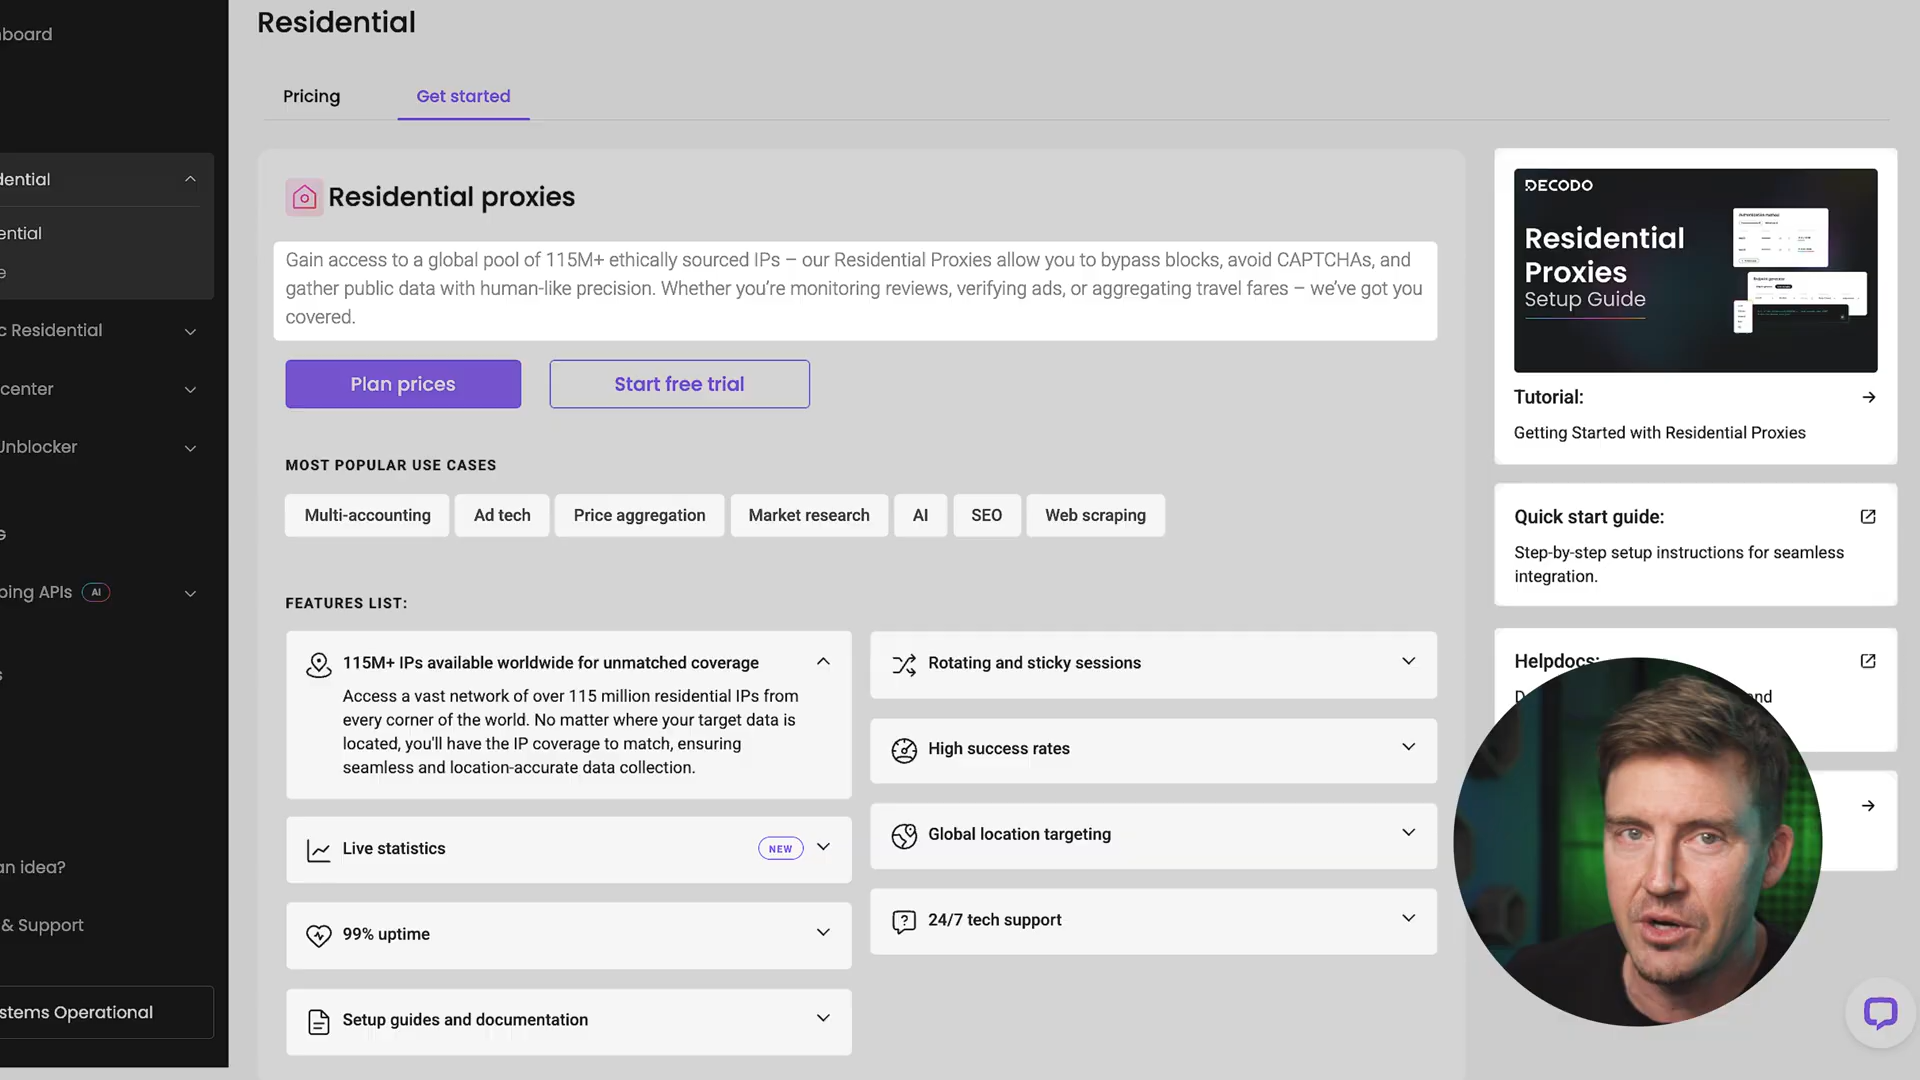 board
dential
ential
e
c Residential
center
Unblocker
ping APIs AI
s
an idea?
& Support
stems Operational
Residential
Pricing
Get started
Residential proxies
Gain access to a global pool of 115M+ ethically sourced IPs – our Residential Proxies allow you to bypass blocks, avoid CAPTCHAs, and
gather public data with human-like precision. Whether you’re monitoring reviews, verifying ads, or aggregating travel fares – we’ve got you
covered.
Plan prices
Start free trial
MOST POPULAR USE CASES
Multi-accounting
Ad tech
Price aggregation
Market research
AI
SEO
Web scraping
FEATURES LIST:
115M+ IPs available worldwide for unmatched coverage
Access a vast network of over 115 million residential IPs from
every corner of the world. No matter where your target data is
located, you'll have the IP coverage to match, ensuring
seamless and location-accurate data collection.
Live statistics NEW
99% uptime
Setup guides and documentation
Rotating and sticky sessions
High success rates
Global location targeting
24/7 tech support
DECODO
Residential
Proxies
Setup Guide
Tutorial:
Getting Started with Residential Proxies
Quick start guide:
Step-by-step setup instructions for seamless
integration.
Helpdocs:
nd